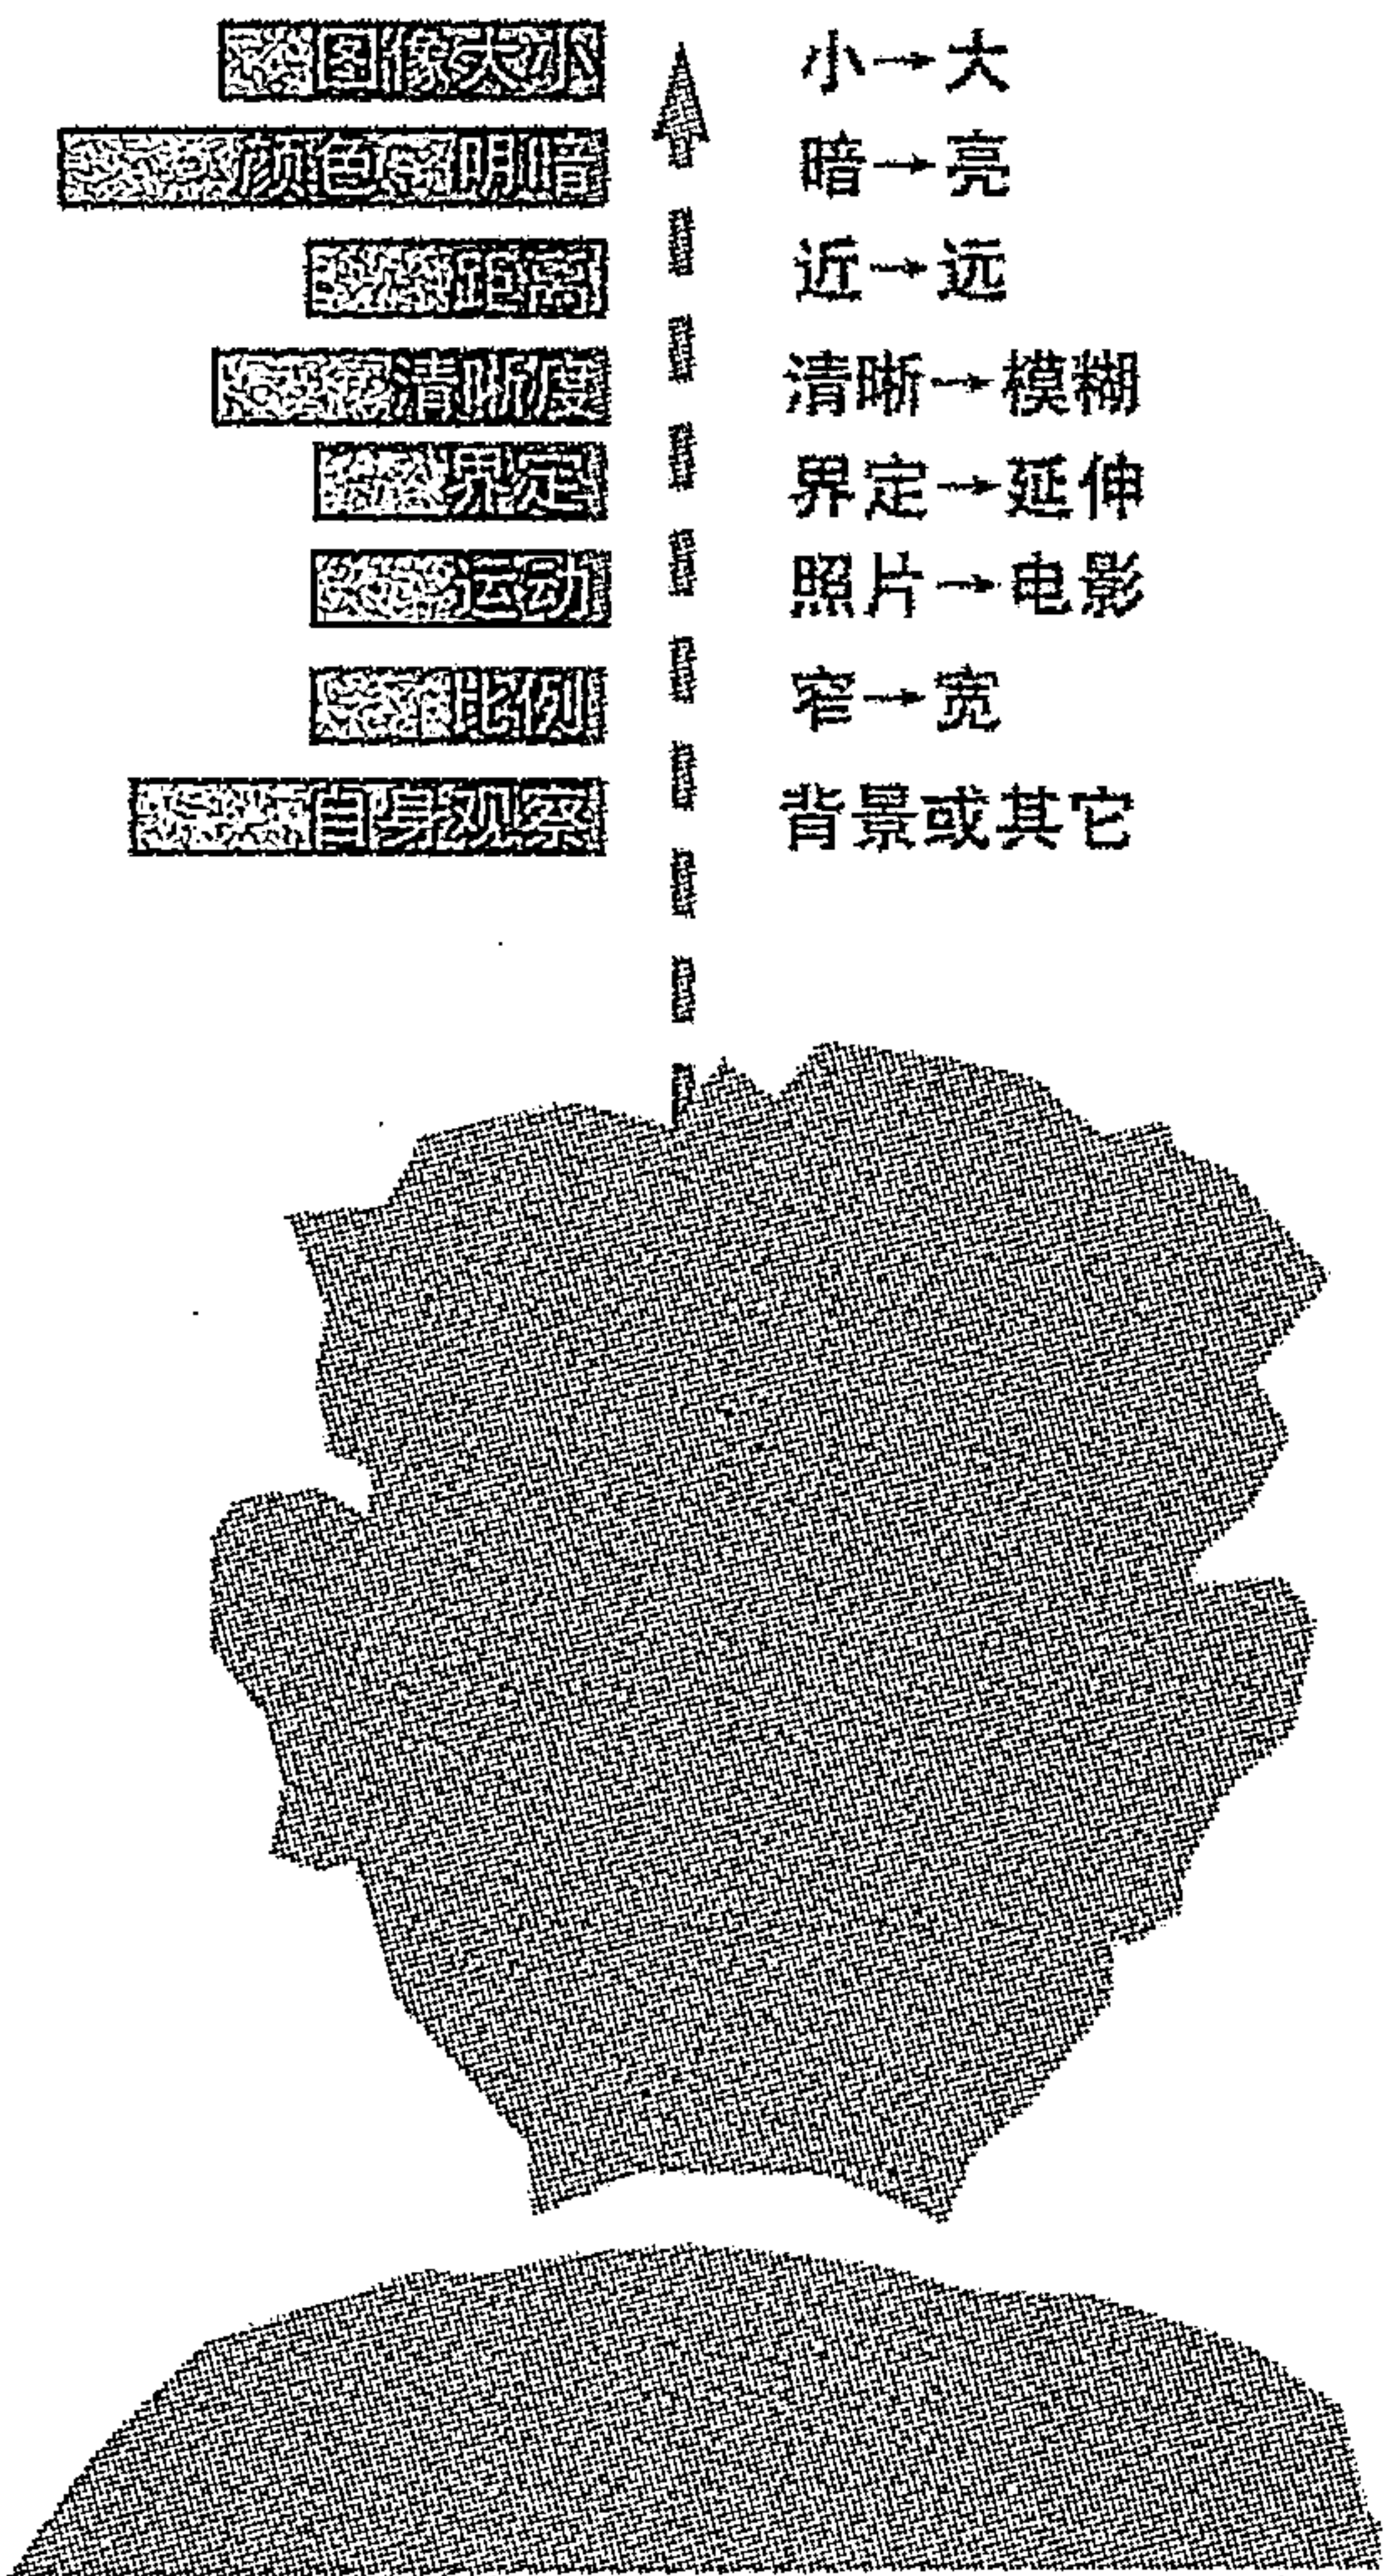 图像大小 小→大
颜色与明暗 暗→亮
距离 近→远
清晰度 清晰→模糊
界定 界定→延伸
运动 照片→电影
比例 窄→宽
自身观察 背景或其它